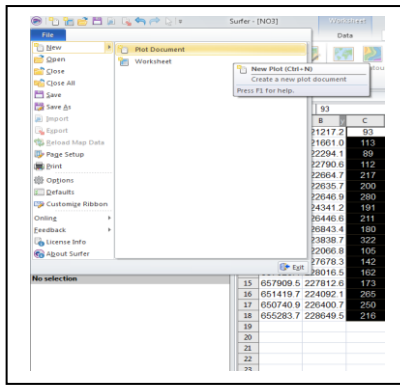 Surfer - [NO3]
Worksheet
File
Data
New
Plot Document
Open
Worksheet
Close
New Plot (Ctrl+N)
Close All
Create a new plot document
Save
Press F1 for help.
Save As
Import
93
Export
B C
Reload Map Data
21217.2 93
Page Setup
21661.0 113
Print
22294.1 89
22790.6 112
Options
22664.7 217
Defaults
22635.7 200
Customize Ribbon
22646.9 280
Online
24341.2 191
Feedback
26446.6 211
License Info
26843.4 180
About Surfer
23838.7 322
22066.8 105
27678.3 142
Exit
28016.5 162
No selection
15 657909.5 227812.6 173
16 651419.7 224092.1 265
17 650740.9 226400.7 250
18 655283.7 228649.5 216
19
20
21
22
23